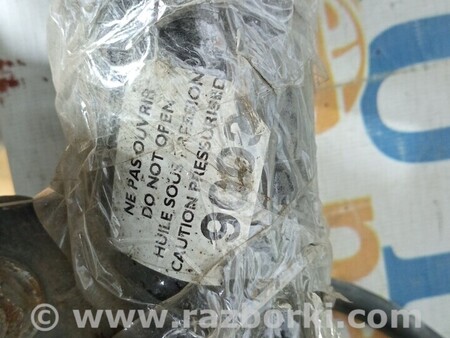 NE PAS OUVRIR
DO NOT OPEN
HUILE SOUS PRESSION
CAUTION PRESSURISED
www.razborki.com